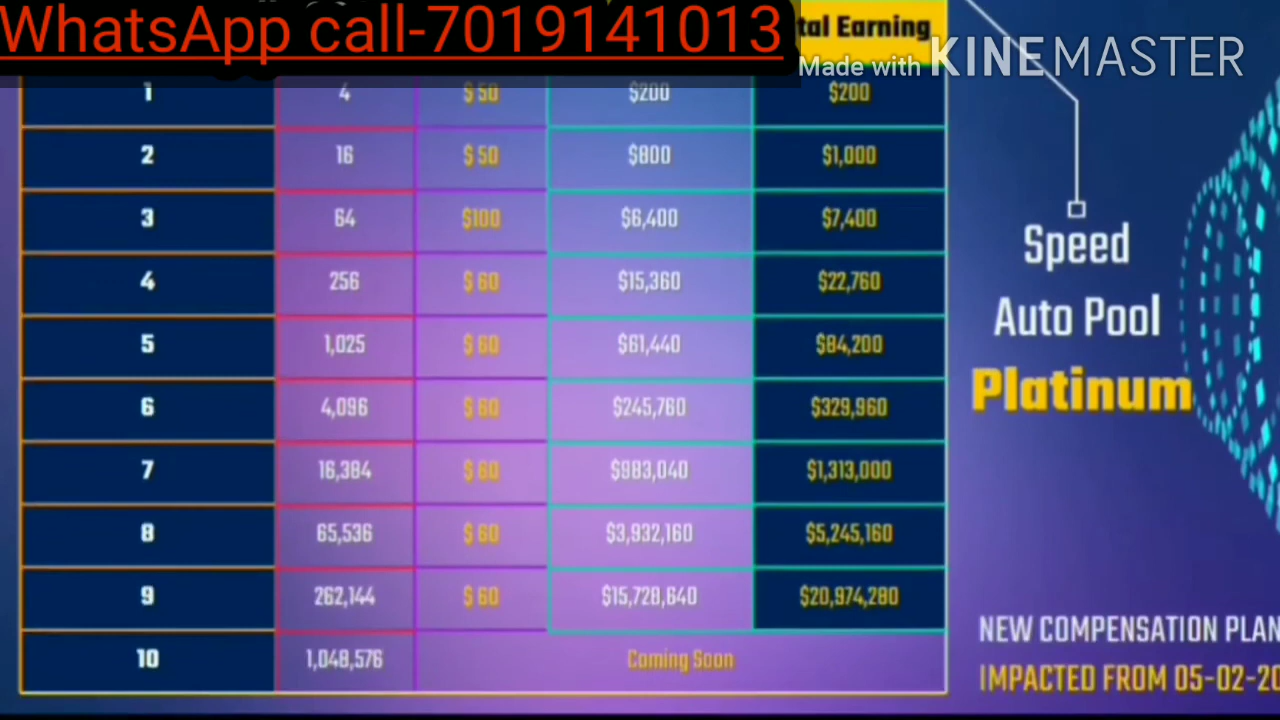 WhatsApp call-7019141013
tal Earning
Made with KINEMASTER
1 4 $ 50 $200 $200
2 16 $ 50 $800 $1,000
3 64 $100 $6,400 $7,400
4 256 $ 60 $15,360 $22,760
5 1,025 $ 60 $61,440 $84,200
6 4,096 $ 60 $245,760 $329,960
7 16,384 $ 60 $983,040 $1,313,000
8 65,536 $ 60 $3,932,160 $5,245,160
9 262,144 $ 60 $15,728,640 $20,974,280
10 1,048,576 Coming Soon
Speed
Auto Pool
Platinum
NEW COMPENSATION PLAN
IMPACTED FROM 05-02-20